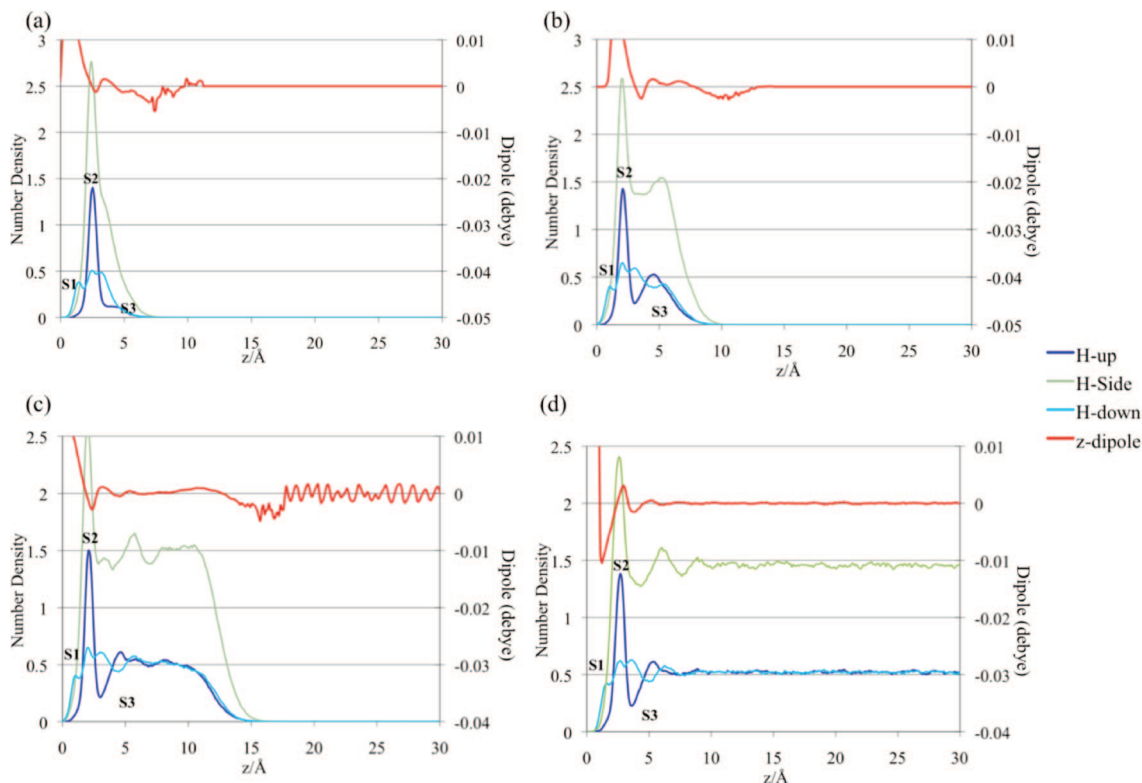 (a)
3
2.5
2
1.5
1
0.5
0
Number Density
0.01
0
-0.01
-0.02
-0.03
-0.04
-0.05
Dipole (debye)
S1
S2
S3
0 5 10 15 20 25 30
z/Å
(b)
3
2.5
2
1.5
1
0.5
0
Number Density
0.01
0
-0.01
-0.02
-0.03
-0.04
-0.05
Dipole (debye)
S1
S2
S3
0 5 10 15 20 25 30
z/Å
H-up
H-Side
H-down
z-dipole
(c)
2.5
2
1.5
1
0.5
0
Number Density
0.01
0
-0.01
-0.02
-0.03
-0.04
Dipole (debye)
S1
S2
S3
0 5 10 15 20 25 30
z/Å
(d)
2.5
2
1.5
1
0.5
0
Number Density
0.01
0
-0.01
-0.02
-0.03
-0.04
Dipole (debye)
S1
S2
S3
0 5 10 15 20 25 30
z/Å